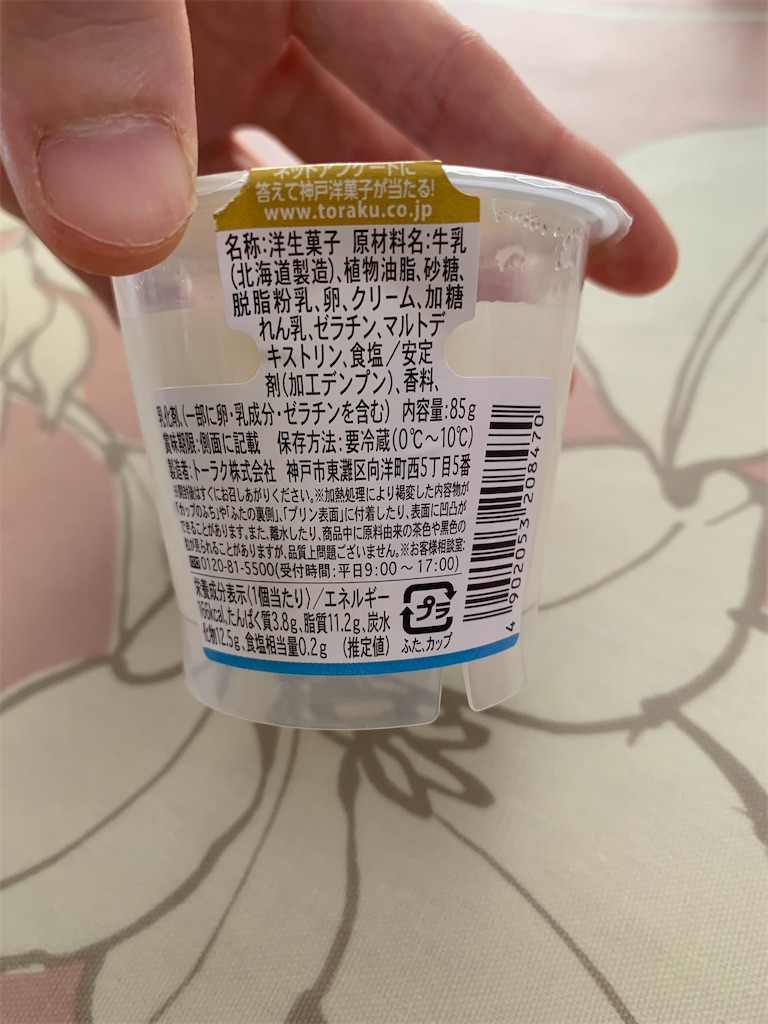 ネットアンケートに
答えて神戸洋菓子が当たる!
www.toraku.co.jp
名称:洋生菓子 原材料名:牛乳
(北海道製造)、植物油脂、砂糖、
脱脂粉乳、卵、クリーム、加糖
れん乳、ゼラチン、マルトデ
キストリン、食塩/安定
剤(加工デンプン)、香料、
乳化剤、(一部に卵・乳成分・ゼラチンを含む) 内容量:85g
賞味期限:側面に記載 保存方法:要冷蔵(0℃~10℃)
製造者:トーラク株式会社 神戸市東灘区向洋町西5丁目5番
※開封後はすぐにお召しあがりください。※加熱処理により褐変した内容物が
「カップのふち」や「ふたの裏側」、「プリン表面」に付着したり、表面に凹凸が
できることがあります。また、離水したり、商品中に原料由来の茶色や黒色の
粒が見られることがありますが、品質上問題ございません。※お客様相談室:
0120-81-5500(受付時間:平日9:00~17:00)
栄養成分表示(1個当たり)/エネルギー
166kcal、たんぱく質3.8g、脂質11.2g、炭水
化物12.5g、食塩相当量0.2g (推定値)
プラ
ふた、カップ
4 902053 208470